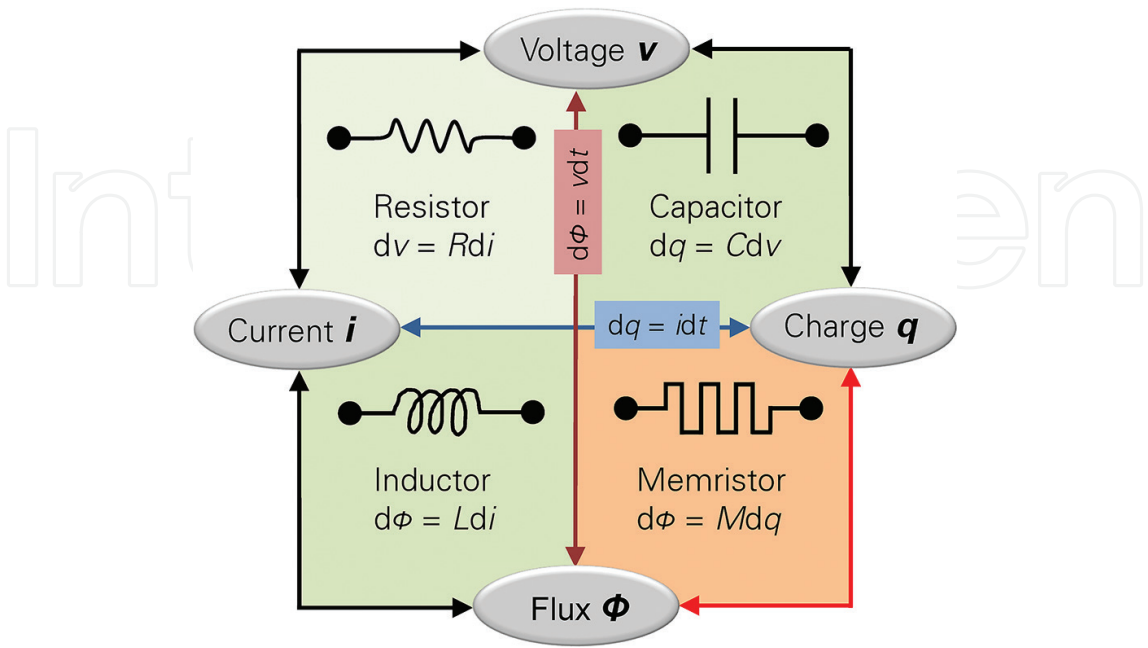 Voltage v
Resistor
dv = Rdi
dΦ = vdt
Capacitor
dq = Cdv
Current i
dq = idt
Charge q
Inductor
dΦ = Ldi
Memristor
dΦ = Mdq
Flux Φ